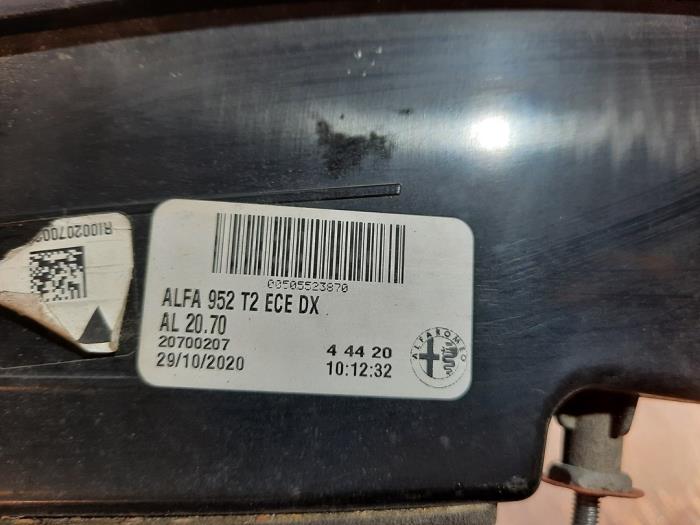 00505523870
ALFA 952 T2 ECE DX
AL 20.70
20700207
4 44 20
29/10/2020
10:12:32
ALFA ROMEO